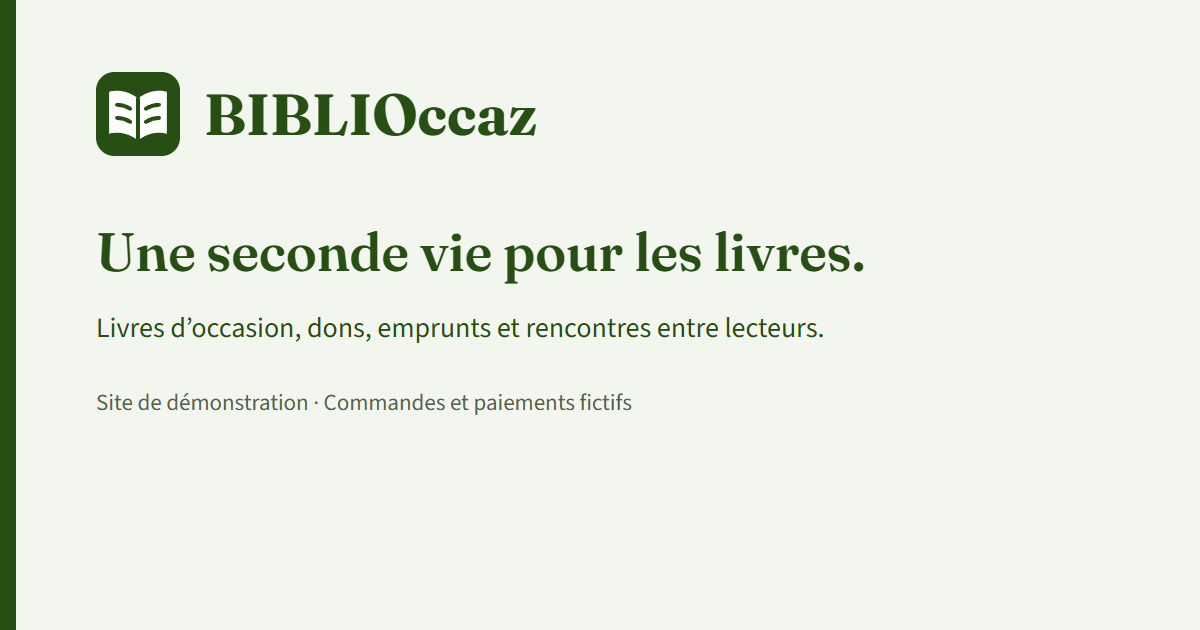 BIBLIOccaz
Une seconde vie pour les livres.
Livres d’occasion, dons, emprunts et rencontres entre lecteurs.
Site de démonstration · Commandes et paiements fictifs